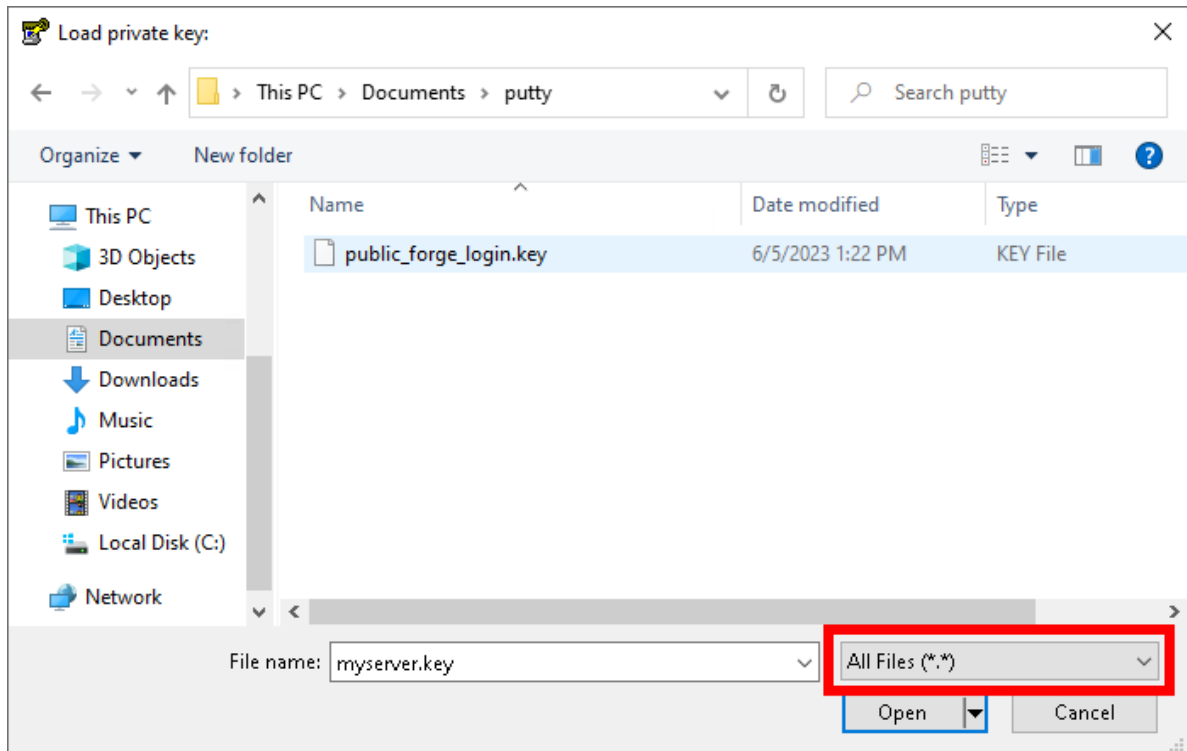 Load private key:
This PC > Documents > putty
Search putty
Organize
New folder
?
Name
Date modified
Type
This PC
3D Objects
Desktop
Documents
Downloads
Music
Pictures
Videos
Local Disk (C:)
Network
public_forge_login.key
6/5/2023 1:22 PM
KEY File
File name:
myserver.key
All Files (*.*)
Open
Cancel